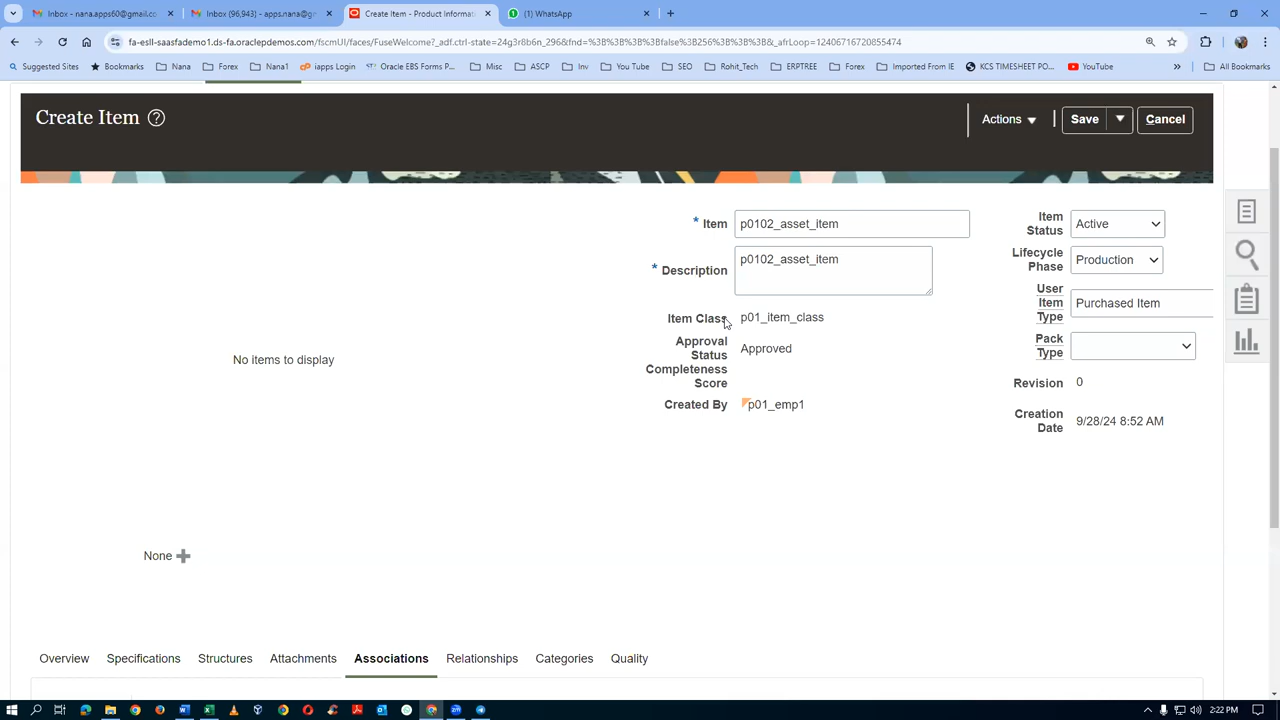 Inbox - nana.apps60@gmail.co
Inbox (96,943) - apps.nana@gr
Create Item - Product Informat
(1) WhatsApp
fa-esll-saasfademo1.ds-fa.oraclepdemos.com/fscmUI/faces/FuseWelcome?_adf.ctrl-state=24g3r8b6n_296&fnd=%3B%3B%3B%3Bfalse%3B256%3B%3B%3B&_afrLoop=12406716720855474
Suggested Sites
Bookmarks
Nana
Forex
Nana1
iapps Login
Oracle EBS Forms P...
Misc
ASCP
Inv
You Tube
SEO
Rohi_Tech
ERPTREE
Forex
Imported From IE
KCS TIMESHEET PO...
YouTube
All Bookmarks
Create Item
Actions
Save
Cancel
* Item
p0102_asset_item
* Description
p0102_asset_item
Item Class
p01_item_class
Approval
Status
Approved
Completeness
Score
Created By
p01_emp1
Item
Status
Active
Lifecycle
Phase
Production
User
Item
Type
Purchased Item
Pack
Type
Revision
0
Creation
Date
9/28/24 8:52 AM
No items to display
None
Overview
Specifications
Structures
Attachments
Associations
Relationships
Categories
Quality
2:22 PM